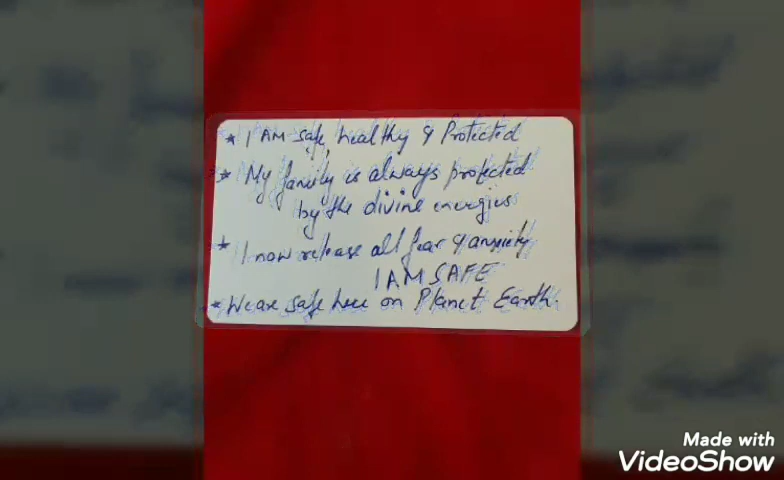 * I AM safe, healthy & Protected
* My family is always protected
by the divine energies
* I now release all fear & anxiety
I AM SAFE
* We are safe here on Planet Earth.
Made with
VideoShow